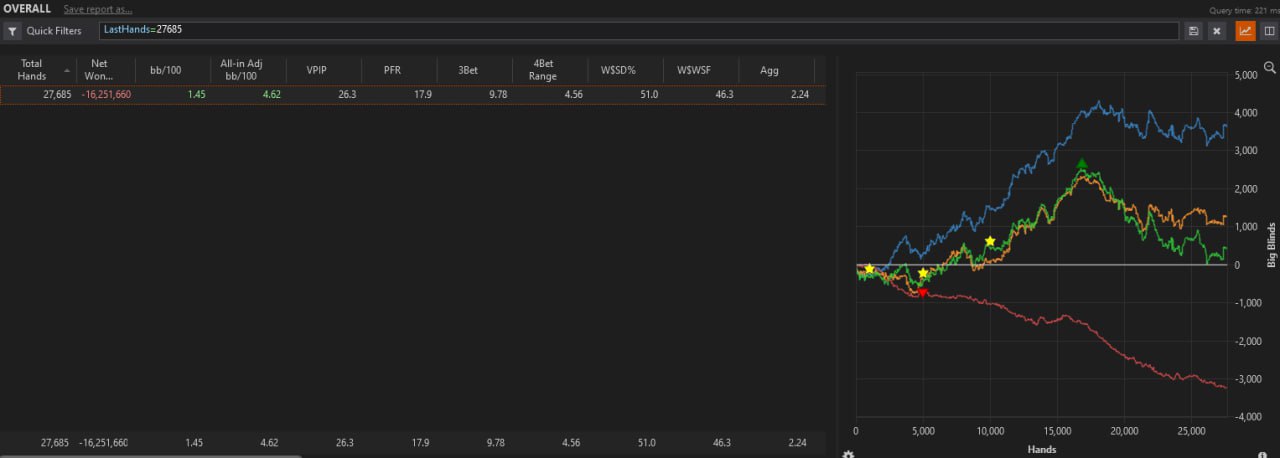 OVERALL Save report as... Query time: 221 ms
Quick Filters LastHands=27685
Total Hands Net Won... bb/100 All-in Adj bb/100 VPIP PFR 3Bet 4Bet Range W$SD% W$WSF Agg
27,685 -16,251,660 1.45 4.62 26.3 17.9 9.78 4.56 51.0 46.3 2.24
27,685 -16,251,660 1.45 4.62 26.3 17.9 9.78 4.56 51.0 46.3 2.24
5,000
4,000
3,000
2,000
1,000
0
-1,000
-2,000
-3,000
-4,000
Big Blinds
0 5,000 10,000 15,000 20,000 25,000
Hands